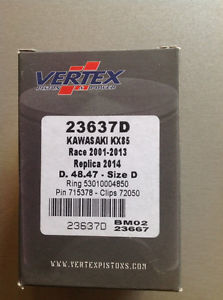 VERTEX
PISTONS POWER
23637D
KAWASAKI KX85
Race 2001-2013
Replica 2014
D. 48.47 - Size D
Ring 53010004850
Pin 715378 - Clips 72050
23637D
BM02
23667
WWW.VERTEXPISTONS.COM